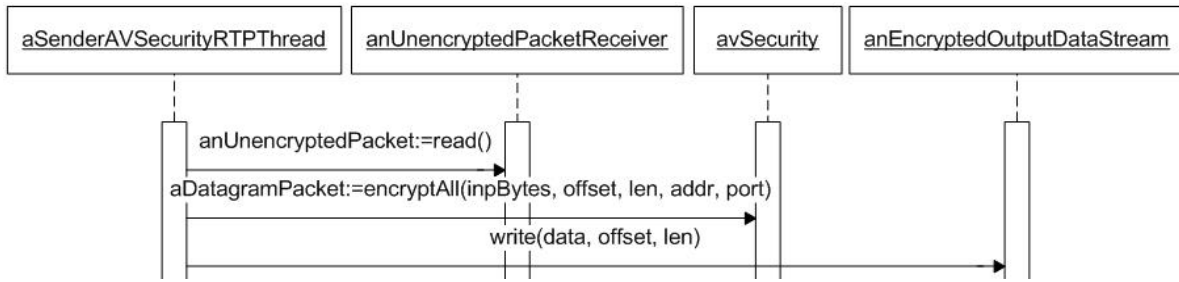 aSenderAVSecurityRTPThread
anUnencryptedPacketReceiver
avSecurity
anEncryptedOutputDataStream
anUnencryptedPacket:=read()
aDatagramPacket:=encryptAll(inpBytes, offset, len, addr, port)
write(data, offset, len)